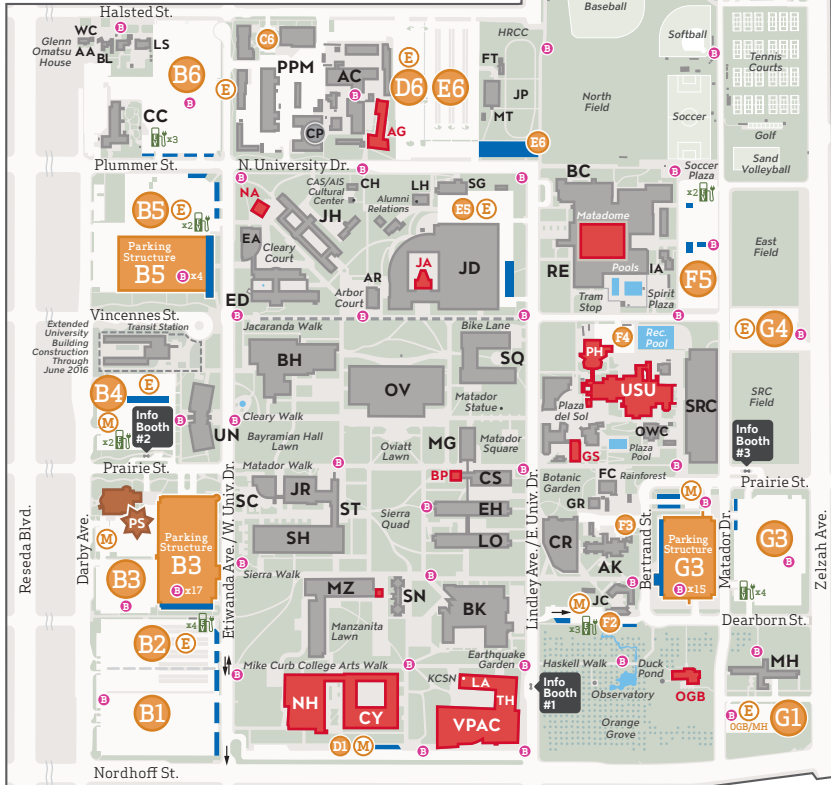 Halsted St.
WC
Glenn
Omatsu
House
AA
BL
LS
B
B6
B
CC
x3
E
C6
PPM
AC
B
CP
AG
E
D6
E6
HRCC
FT
JP
MT
E6
Baseball
B
North
Field
Softball
B
Soccer
Tennis
Courts
Golf
Sand
Volleyball
Plummer St.
N. University Dr.
Soccer
Plaza
B5
E
x2
Parking
Structure
B5
B x4
B
NA
CAS/AIS
Cultural
Center
CH
B
LH
Alumni
Relations
SG
E5
E
B
JH
EA
Cleary
Court
ED
Arbor
Court
AR
JA
JD
BC
Matadome
RE
Pools
IA
Tram
Stop
Spirit
Plaza
B
x2
B
F5
East
Field
Vincennes St.
Transit Station
Extended
University
Building
Construction
Through
June 2016
B
Jacaranda Walk
B
Bike Lane
B
B
E
G4
B
BH
OV
SQ
Matador
Statue
F4
Rec.
Pool
PH
USU
SRC
SRC
Field
B4
E
M
x2
Info
Booth
#2
B
UN
B
Cleary Walk
Bayramian Hall
Lawn
Oviatt
Lawn
MG
Matador
Square
Plaza
del Sol
OWC
Plaza
Pool
GS
B
Info
Booth
#3
Prairie St.
Matador Walk
B
BP
CS
B
Botanic
Garden
FC
Rainforest
M
B
Prairie St.
PS
M
Parking
Structure
B3
B x17
SC
JR
ST
SH
Sierra
Quad
B
EH
LO
GR
F3
CR
AK
Parking
Structure
G3
B x15
G3
B
B3
B
B
Sierra Walk
MZ
SN
B
BK
M
JC
B
x4
Dearborn St.
x4
B2
E
Manzanita
Lawn
x3
F2
Earthquake
Garden
Mike Curb College Arts Walk
B
B
KCSN
LA
TH
B
Haskell Walk
B
Duck
Pond
Info
Booth
#1
Observatory
OGB
Orange
Grove
B
MH
B
B1
NH
CY
VPAC
B
E
OGB/MH
G1
D1
M
B
B
Nordhoff St.
Reseda Blvd.
Darby Ave.
Etiwanda Ave./W. Univ. Dr.
Lindley Ave./E. Univ. Dr.
Bertrand St.
Matador Dr.
Zelzah Ave.